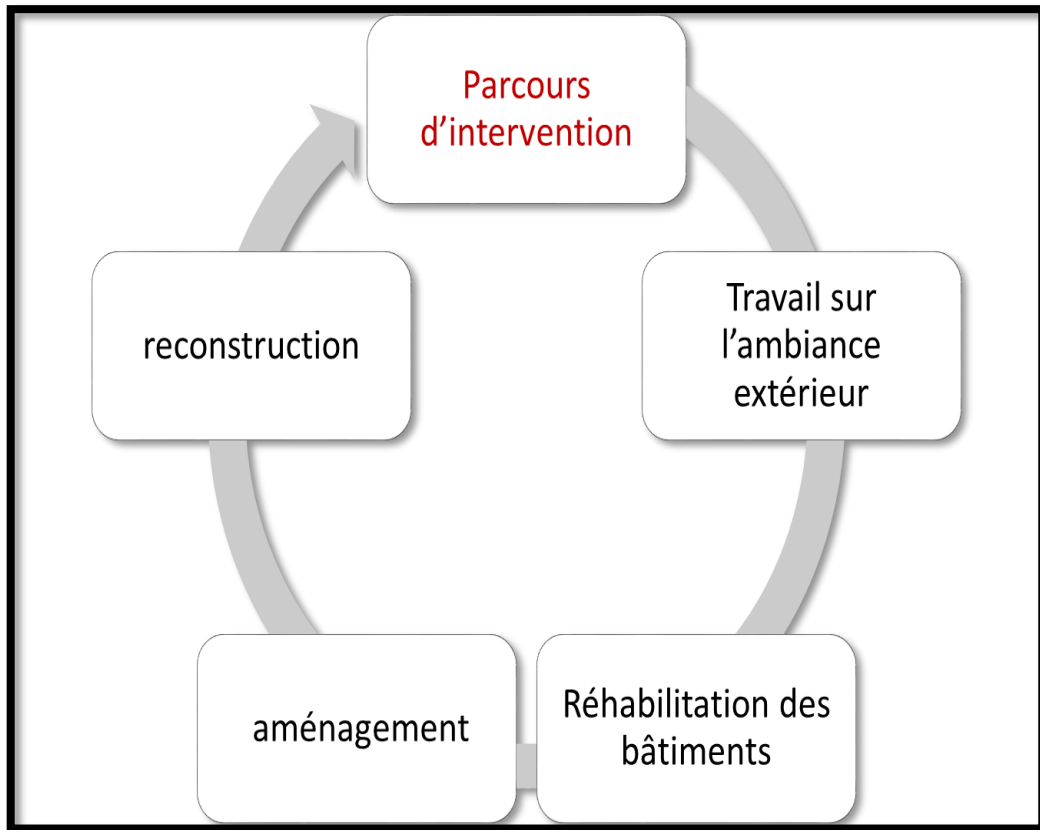 Parcours
d’intervention
Travail sur
l’ambiance
extérieur
Réhabilitation des
bâtiments
aménagement
reconstruction